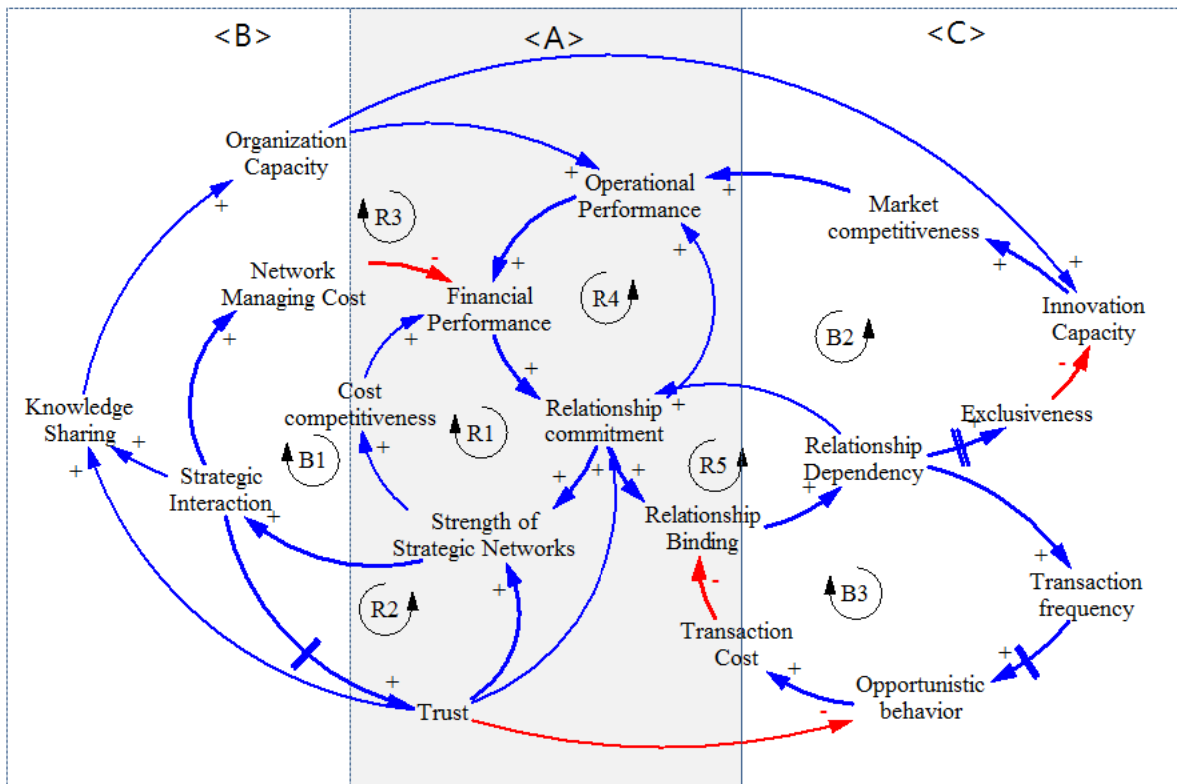 <B>
<A>
<C>
Organization
Capacity
+
+
Operational
Performance
+
Market
competitiveness
+
+
+
R3
-
Network
Managing Cost
+
Financial
Performance
+
R4
+
Innovation
Capacity
B2
-
+
+
+
Knowledge
Sharing
+
+
Cost
competitiveness
+
R1
Relationship
commitment
+
Exclusiveness
+
Relationship
Dependency
B1
Strategic
Interaction
+
+
+
+
R5
+
Strength of
Strategic Networks
Relationship
Binding
+
R2
+
-
B3
Transaction
frequency
Transaction
Cost
+
+
+
Trust
-
Opportunistic
behavior